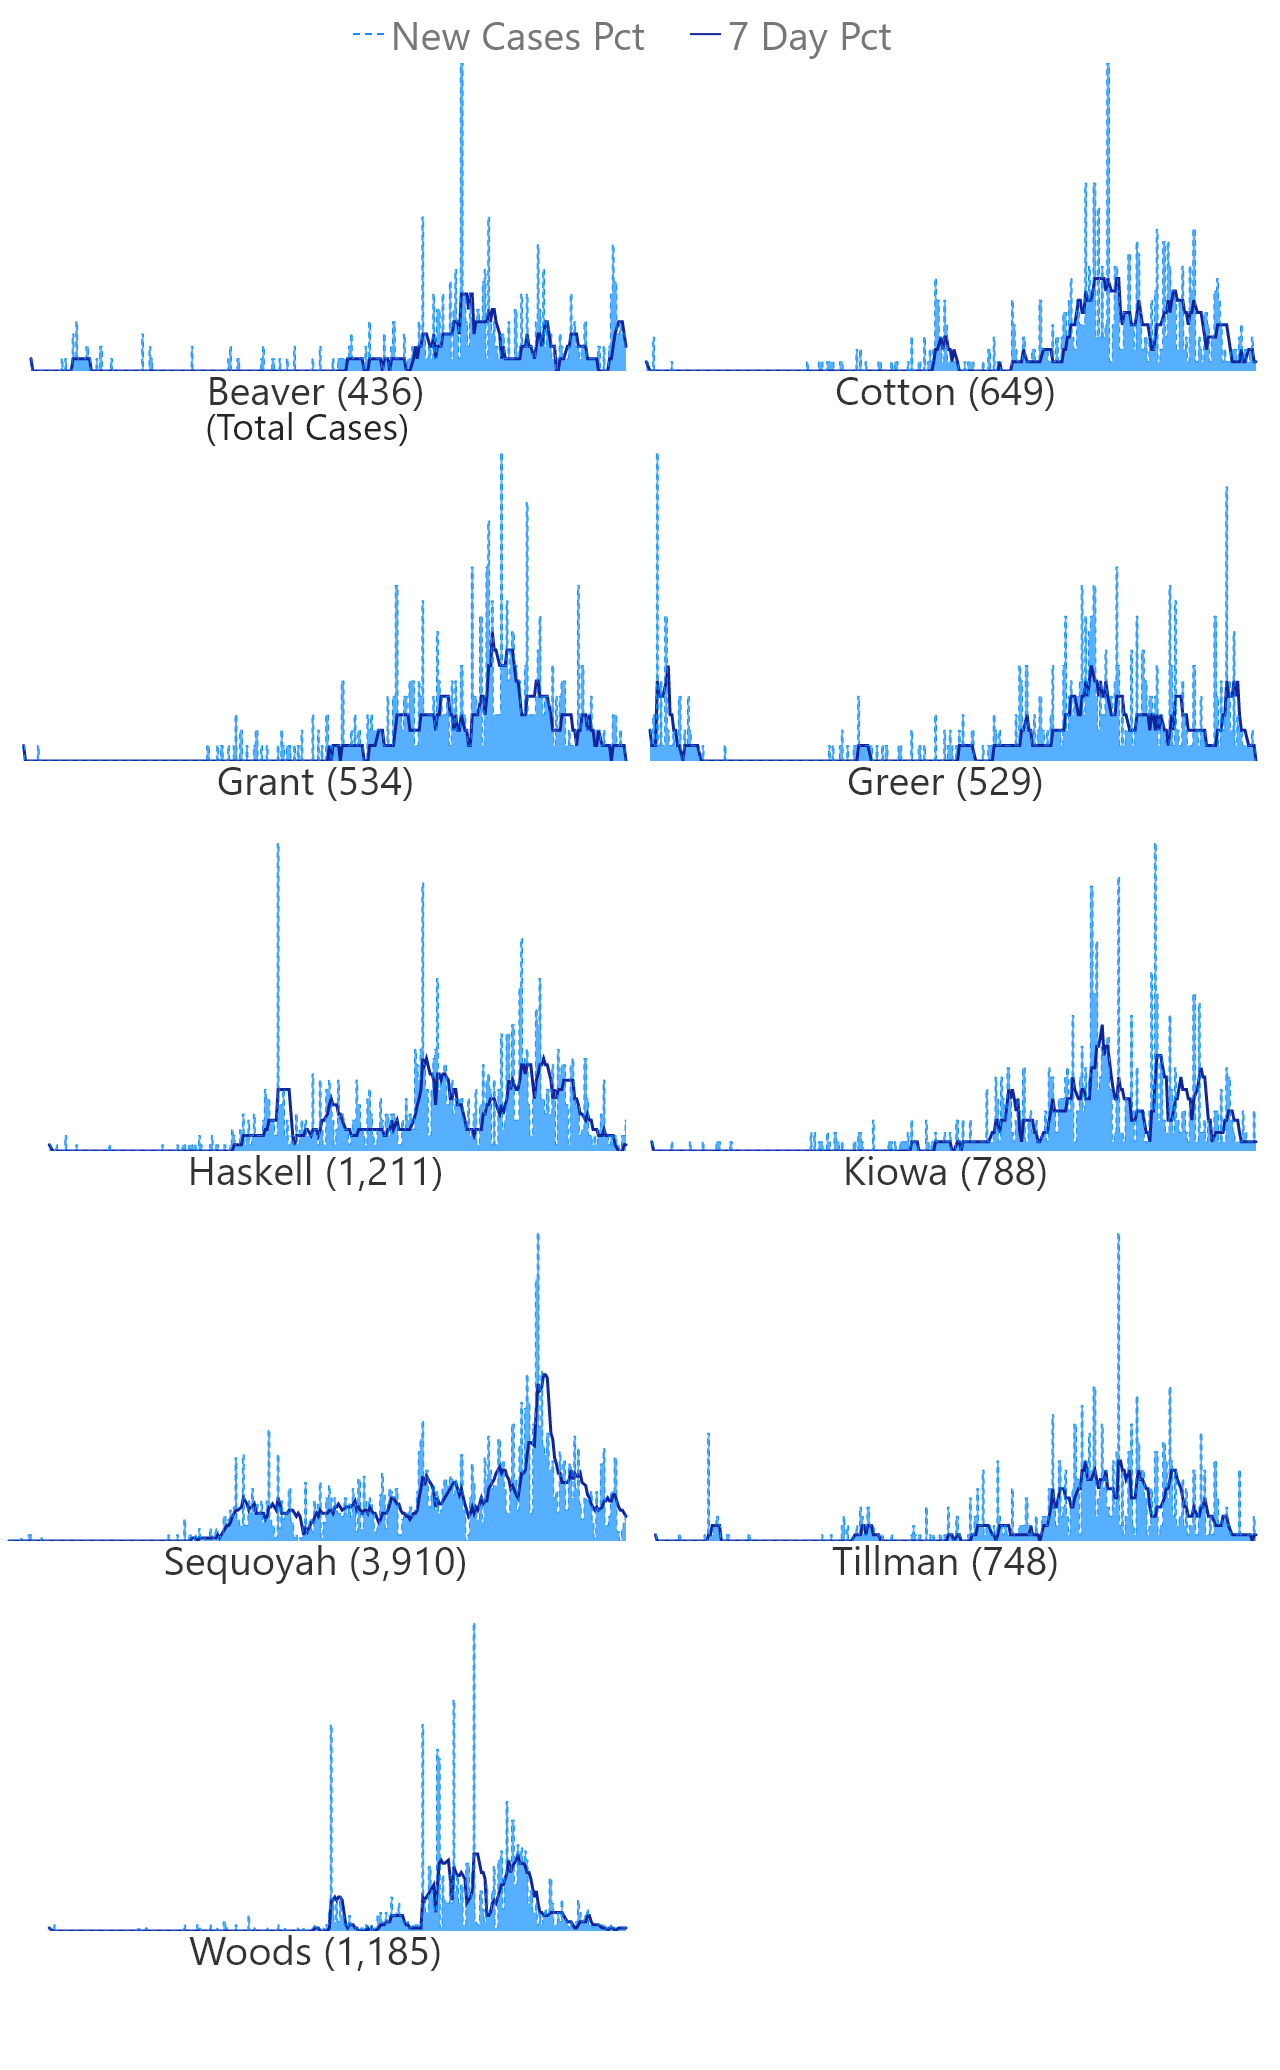 New Cases Pct 7 Day Pct
Beaver (436) Cotton (649)
(Total Cases)
Grant (534) Greer (529)
Haskell (1,211) Kiowa (788)
Sequoyah (3,910) Tillman (748)
Woods (1,185)